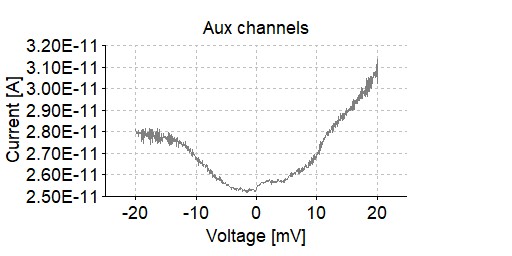 Aux channels
3.20E-11
3.10E-11
3.00E-11
2.90E-11
2.80E-11
2.70E-11
2.60E-11
2.50E-11
Current [A]
-20 -10 0 10 20
Voltage [mV]